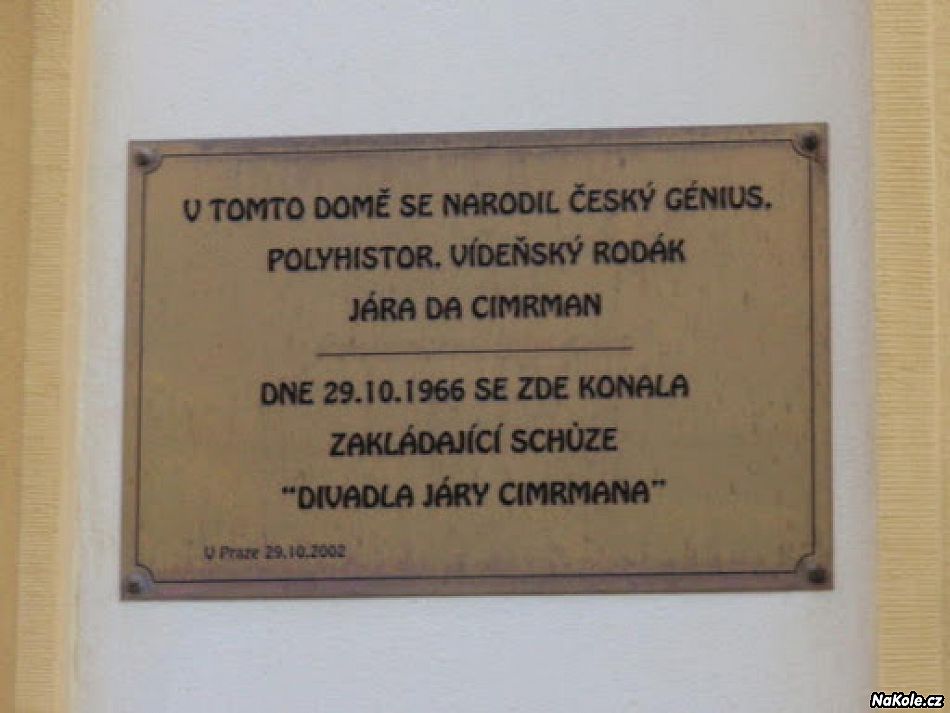 V TOMTO DOMĚ SE NARODIL ČESKÝ GÉNIUS,
POLYHISTOR, VÍDEŇSKÝ RODÁK
JÁRA DA CIMRMAN
DNE 29.10.1966 SE ZDE KONALA
ZAKLÁDAJÍCÍ SCHŮZE
“DIVADLA JÁRY CIMRMANA”
V Praze 29.10.2002
NaKole.cz